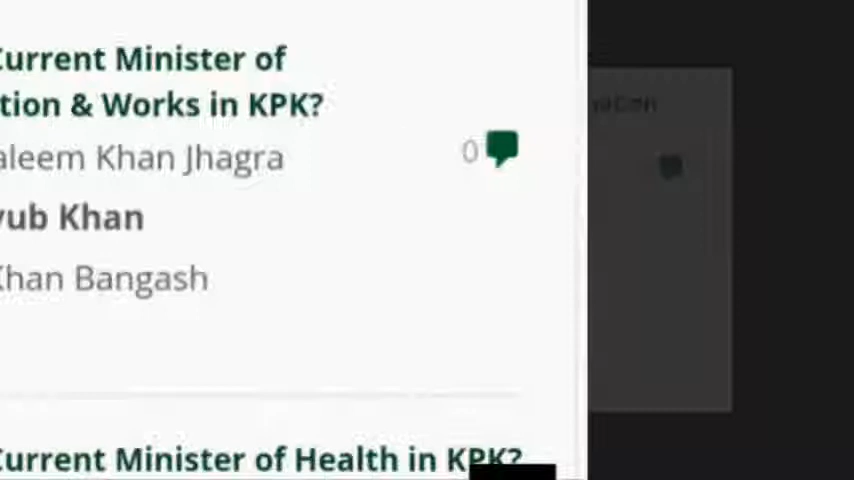 Current Minister of
tion & Works in KPK?
aleem Khan Jhagra
0
yub Khan
Khan Bangash
Current Minister of Health in KPK?